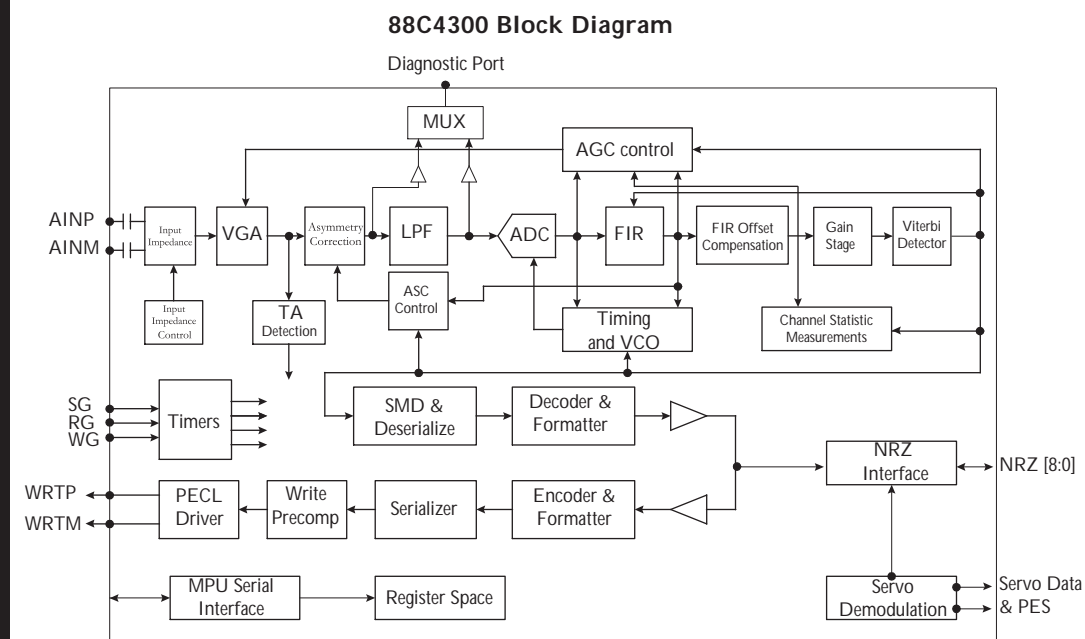 88C4300 Block Diagram
Diagnostic Port
MUX
AGC control
AINP
AINM
Input
Impedance
VGA
Asymmetry
Correction
LPF
ADC
FIR
FIR Offset
Compensation
Gain
Stage
Viterbi
Detector
Input
Impedance
Control
TA
Detection
ASC
Control
Timing
and VCO
Channel Statistic
Measurements
SG
RG
WG
Timers
SMD &
Deserialize
Decoder &
Formatter
NRZ
Interface
NRZ [8:0]
WRTP
WRTM
PECL
Driver
Write
Precomp
Serializer
Encoder &
Formatter
MPU Serial
Interface
Register Space
Servo
Demodulation
Servo Data
& PES